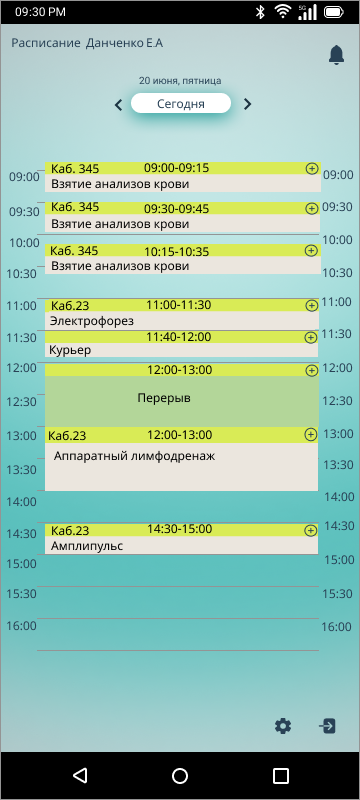 09:30 PM 5G
Расписание Данченко Е.А
20 июня, пятница
Сегодня
09:00 Каб. 345 09:00-09:15 09:00
Взятие анализов крови
09:30 Каб. 345 09:30-09:45 09:30
Взятие анализов крови
10:00 10:00
Каб. 345 10:15-10:35
Взятие анализов крови
10:30 10:30
11:00 Каб.23 11:00-11:30 11:00
Электрофорез
11:30 11:40-12:00 11:30
Курьер
12:00 12:00-13:00 12:00
12:30 Перерыв 12:30
13:00 Каб.23 12:00-13:00 13:00
Аппаратный лимфодренаж
13:30 13:30
14:00 14:00
14:30 Каб.23 14:30-15:00 14:30
Амплипульс
15:00 15:00
15:30 15:30
16:00 16:00